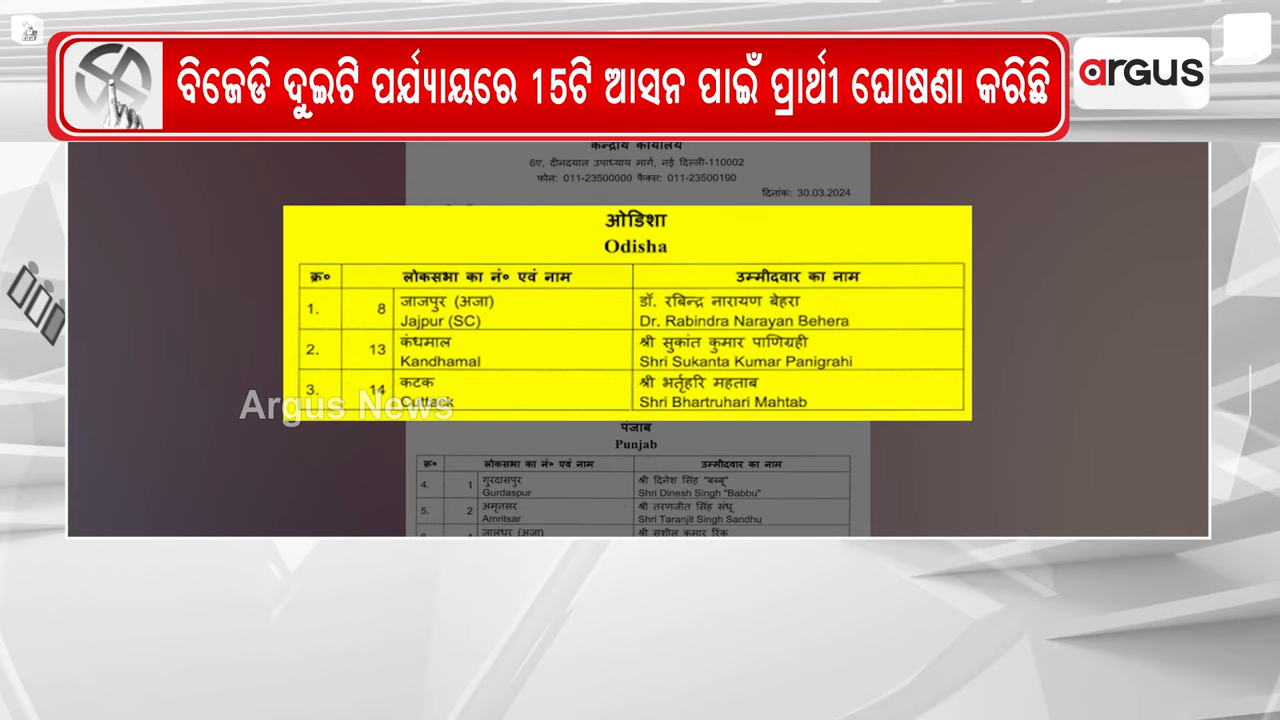 ବିଜେଡି ଦୁଇଟି ପର୍ଯ୍ୟାୟରେ 15ଟି ଆସନ ପାଇଁ ପ୍ରାର୍ଥୀ ଘୋଷଣା କରିଛି
argus
केन्द्रीय कार्यालय
6ए, दीनदयाल उपाध्याय मार्ग, नई दिल्ली-110002
फोन: 011-23500000 फैक्स: 011-23500190
दिनांक: 30.03.2024
ओडिशा
Odisha
क्र० लोकसभा का नं० एवं नाम उम्मीदवार का नाम
1. 8 जाजपुर (अजा) डॉ. रबिन्द्र नारायण बेहरा
Jajpur (SC) Dr. Rabindra Narayan Behera
2. 13 कंधमाल श्री सुकांत कुमार पाणिग्रही
Kandhamal Shri Sukanta Kumar Panigrahi
3. 14 कटक श्री भर्तृहरि महताब
Cuttack Shri Bhartruhari Mahtab
Argus News
पंजाब
Punjab
क्र० लोकसभा का नं० एवं नाम उम्मीदवार का नाम
4. 1 गुरदासपुर श्री दिनेश सिंह "बब्बू"
Gurdaspur Shri Dinesh Singh "Babbu"
5. 2 अमृतसर श्री तरणजीत सिंह संधू
Amritsar Shri Taranjit Singh Sandhu
जालंधर (अजा) श्री सुशील कुमार रिंकू